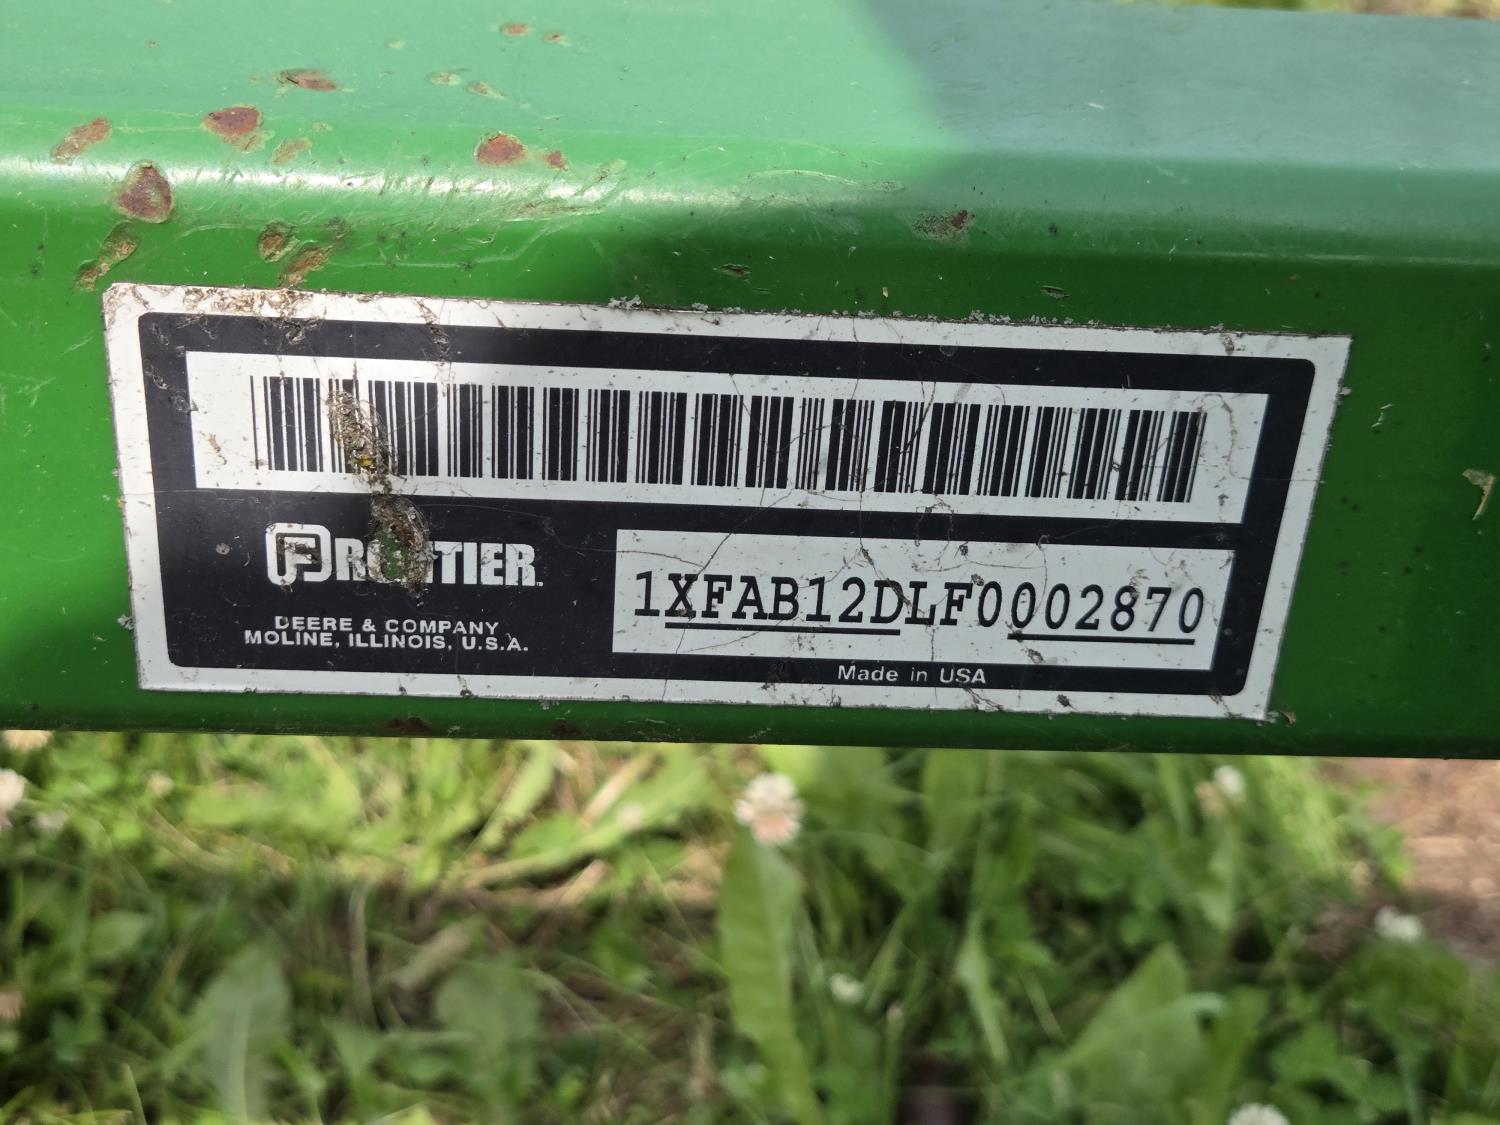 FRONTIER
DEERE & COMPANY
MOLINE, ILLINOIS, U.S.A.
1XFAB12DLF0002870
Made in USA